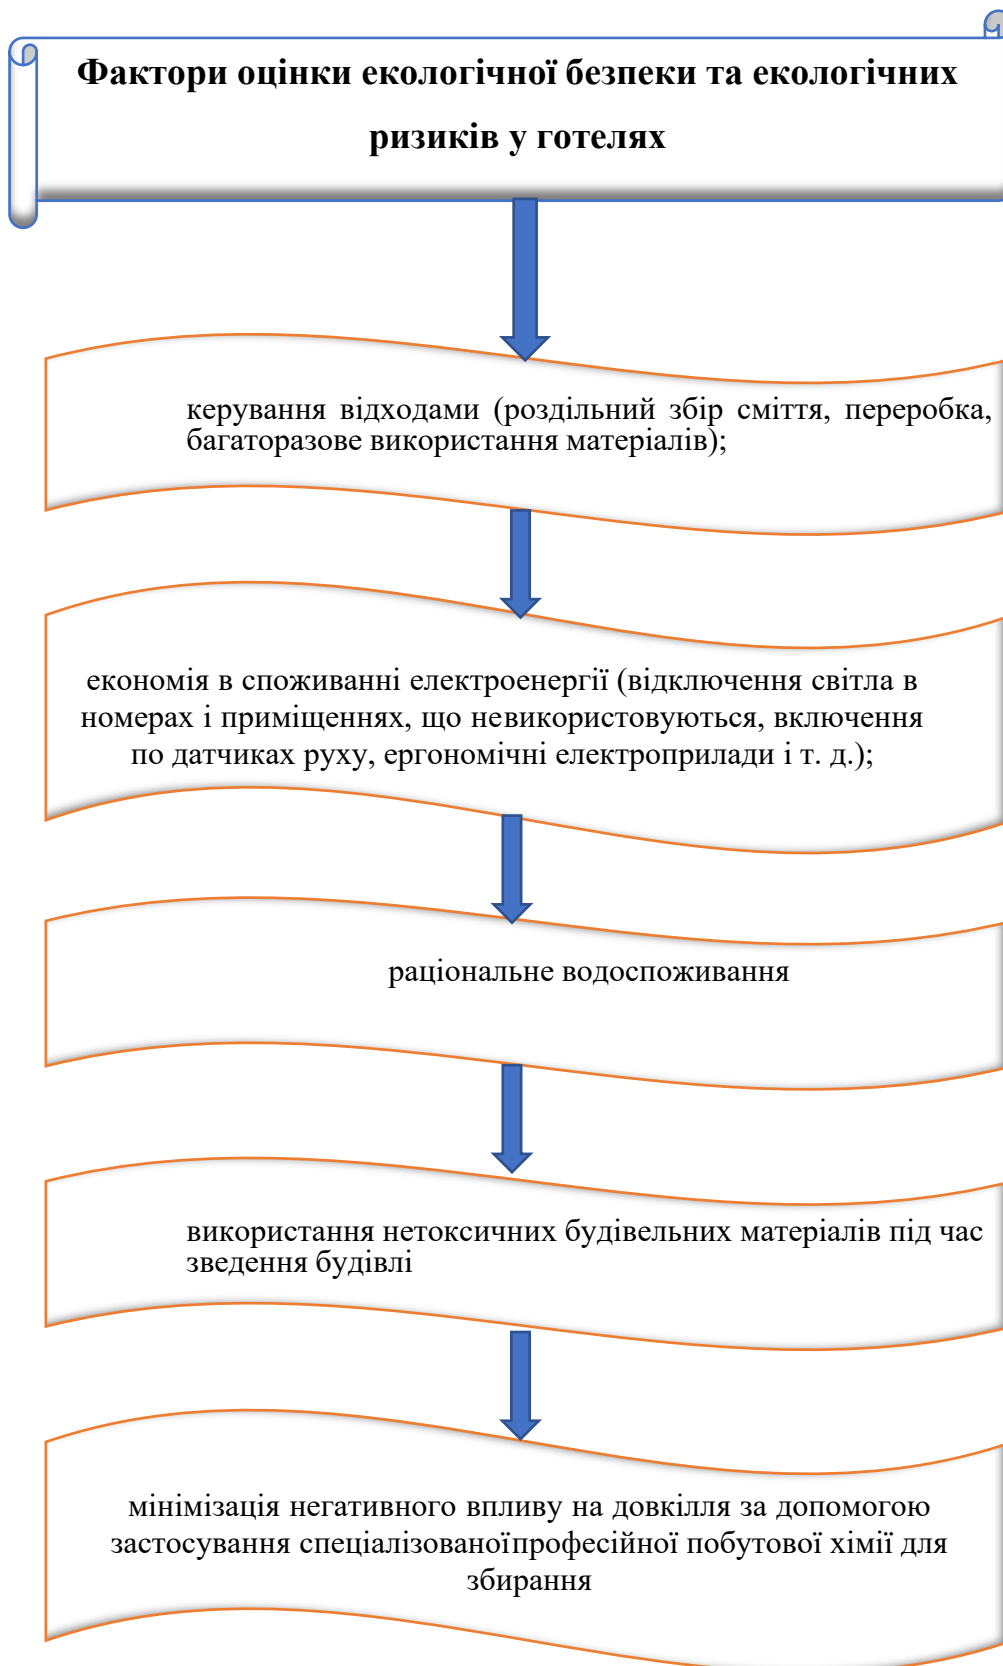 Фактори оцінки екологічної безпеки та екологічних
ризиків у готелях
керування відходами (роздільний збір сміття, переробка,
багаторазове використання матеріалів);
економія в споживанні електроенергії (відключення світла в
номерах і приміщеннях, що невикористовуються, включення
по датчиках руху, ергономічні електроприлади і т. д.);
раціональне водоспоживання
використання нетоксичних будівельних матеріалів під час
зведення будівлі
мінімізація негативного впливу на довкілля за допомогою
застосування спеціалізованоїпрофесійної побутової хімії для
збирання